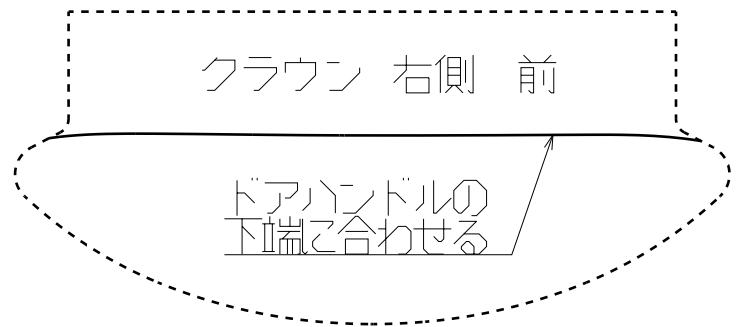 クラウン 右側 前
ドアハンドルの
下端に合わせる